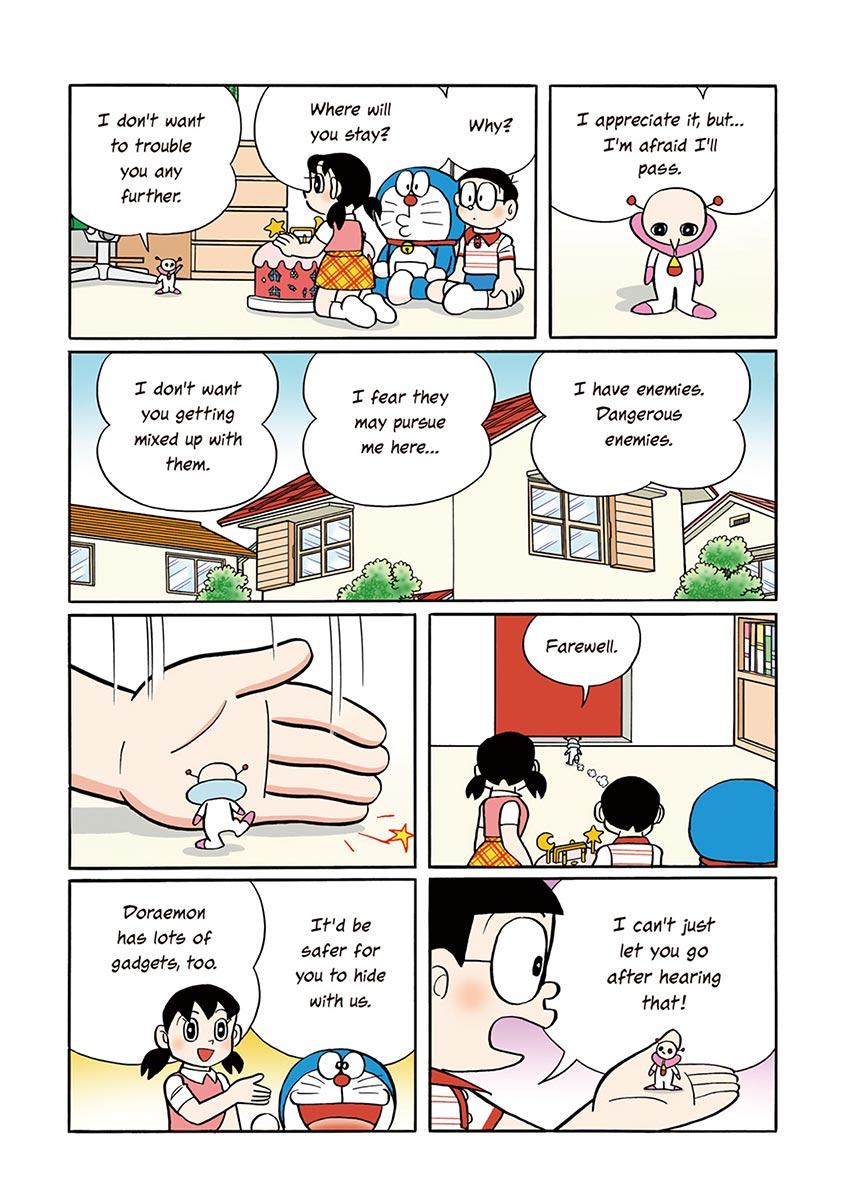 I appreciate it, but...
I'm afraid I'll
pass.
Why?
Where will
you stay?
I don't want
to trouble
you any
further.
I have enemies.
Dangerous
enemies.
I fear they
may pursue
me here...
I don't want
you getting
mixed up with
them.
Farewell.
I can't just
let you go
after hearing
that!
It'd be
safer for
you to hide
with us.
Doraemon
has lots of
gadgets, too.